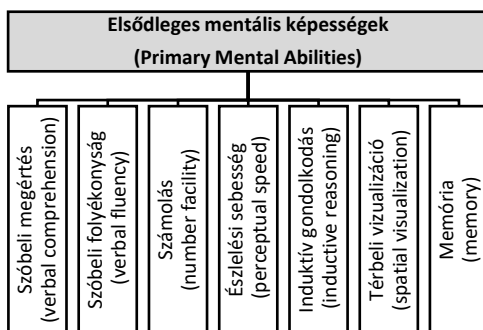 Elsődleges mentális képességek
(Primary Mental Abilities)
Szóbeli megértés
(verbal comprehension)
Szóbeli folyékonyság
(verbal fluency)
Számolás
(number facility)
Észlelési sebesség
(perceptual speed)
Induktív gondolkodás
(inductive reasoning)
Térbeli vizualizáció
(spatial visualization)
Memória
(memory)